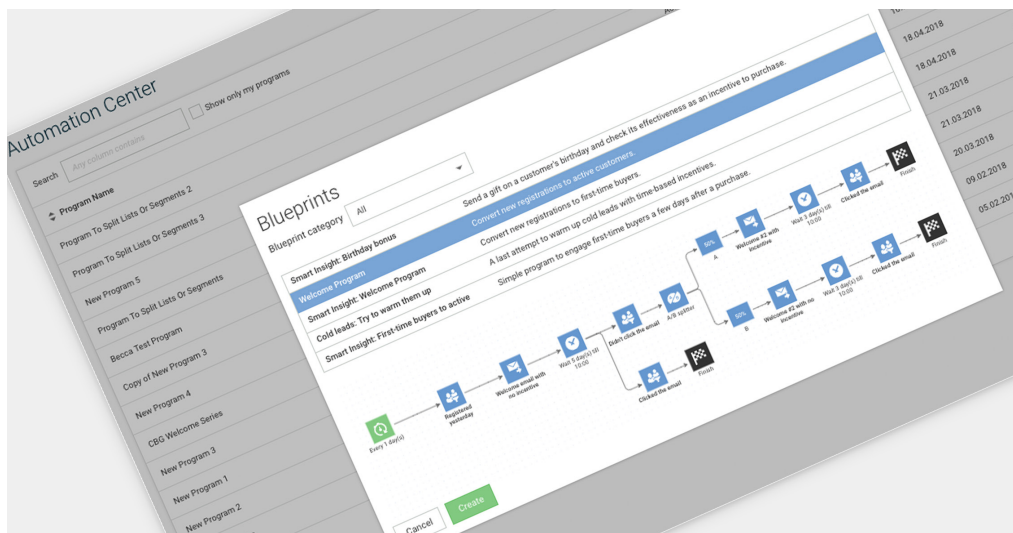 Automation Center
Search
Any column contains
Show only my programs
Program Name
Program To Split Lists Or Segments 2
Program To Split Lists Or Segments 3
New Program 5
Program To Split Lists Or Segments
Becca Test Program
Copy of New Program 3
New Program 4
CBG Welcome Series
New Program 3
New Program 1
New Program 2
18.04.2018
18.04.2018
21.03.2018
21.03.2018
20.03.2018
09.02.2018
Blueprints
Blueprint category
All
Smart Insight: Birthday bonus Send a gift on a customer's birthday and check its effectiveness as an incentive to purchase.
Welcome Program Convert new registrations to active customers.
Smart Insight: Welcome Program Convert new registrations to first-time buyers.
Cold leads: Try to warm them up A last attempt to warm up cold leads with time-based incentives.
Smart Insight: First-time buyers to active Simple program to engage first-time buyers a few days after a purchase.
Every 1 day(s)
Registered
yesterday
Welcome email with
no incentive
Wait 5 day(s) till
10:00
Didn't click the email
A/B splitter
Clicked the email
Finish
50%
A
Welcome #2 with
incentive
Wait 3 day(s) till
10:00
Clicked the email
Finish
50%
B
Welcome #2 with no
incentive
Wait 3 day(s) till
10:00
Clicked the email
Finish
Cancel
Create